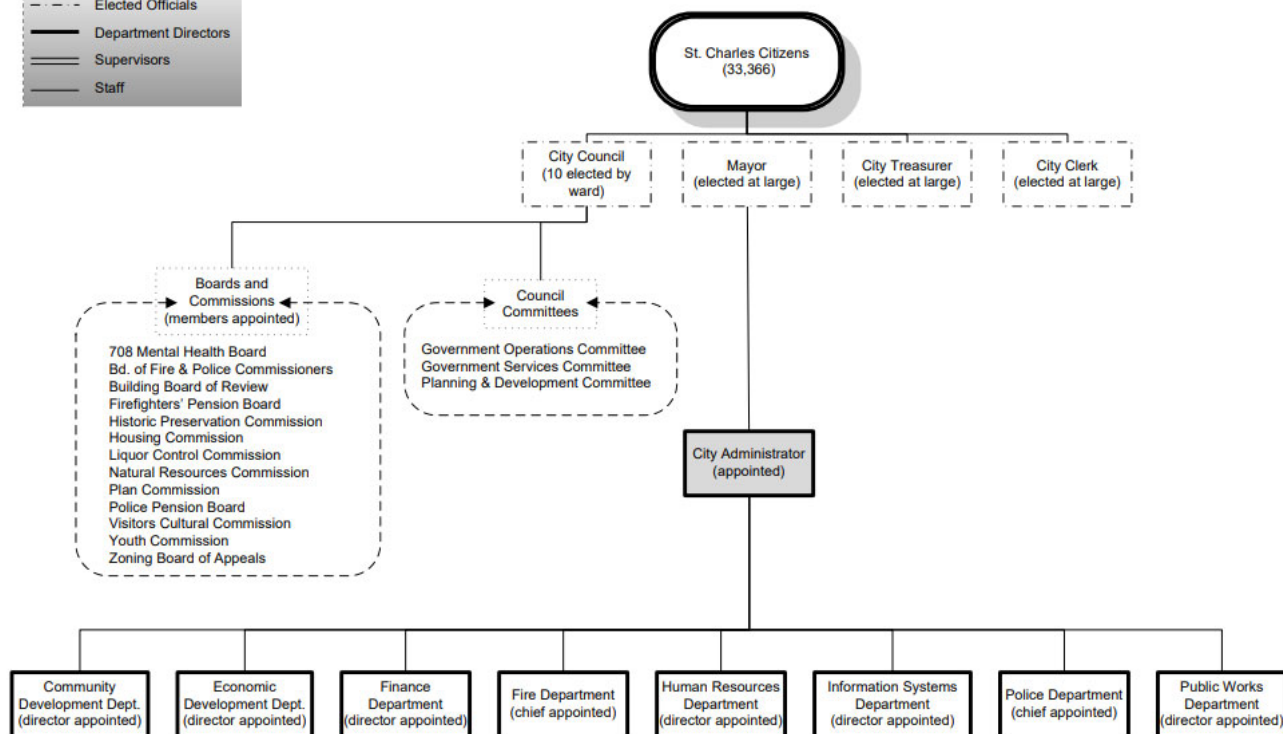 Elected Officials
Department Directors
Supervisors
Staff
St. Charles Citizens
(33,366)
City Council
(10 elected by
ward)
Mayor
(elected at large)
City Treasurer
(elected at large)
City Clerk
(elected at large)
Boards and
Commissions
(members appointed)
708 Mental Health Board
Bd. of Fire & Police Commissioners
Building Board of Review
Firefighters' Pension Board
Historic Preservation Commission
Housing Commission
Liquor Control Commission
Natural Resources Commission
Plan Commission
Police Pension Board
Visitors Cultural Commission
Youth Commission
Zoning Board of Appeals
Council
Committees
Government Operations Committee
Government Services Committee
Planning & Development Committee
City Administrator
(appointed)
Community
Development Dept.
(director appointed)
Economic
Development Dept.
(director appointed)
Finance
Department
(director appointed)
Fire Department
(chief appointed)
Human Resources
Department
(director appointed)
Information Systems
Department
(director appointed)
Police Department
(chief appointed)
Public Works
Department
(director appointed)